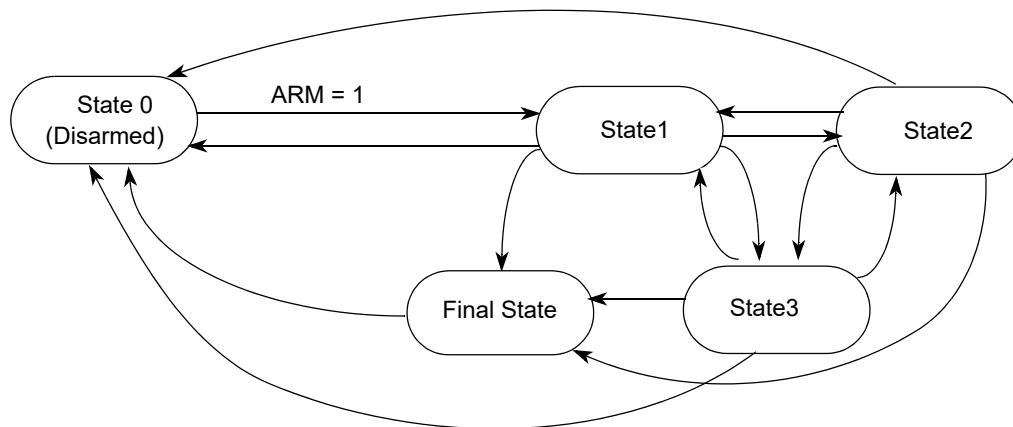 State 0
(Disarmed)
ARM = 1
State1
State2
Final State
State3